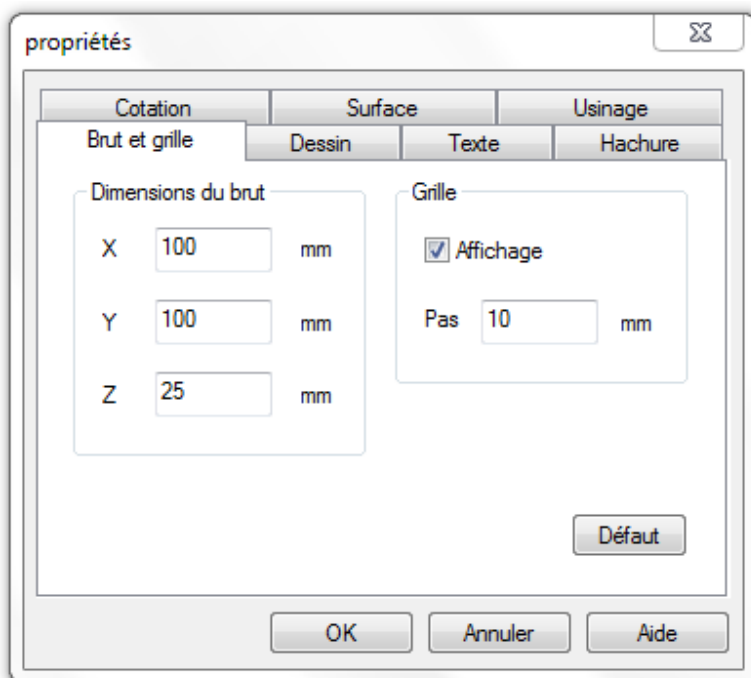 propriétés
Cotation Surface Usinage
Brut et grille Dessin Texte Hachure
Dimensions du brut Grille
X 100 mm Affichage
Y 100 mm Pas 10 mm
Z 25 mm
Défaut
OK Annuler Aide